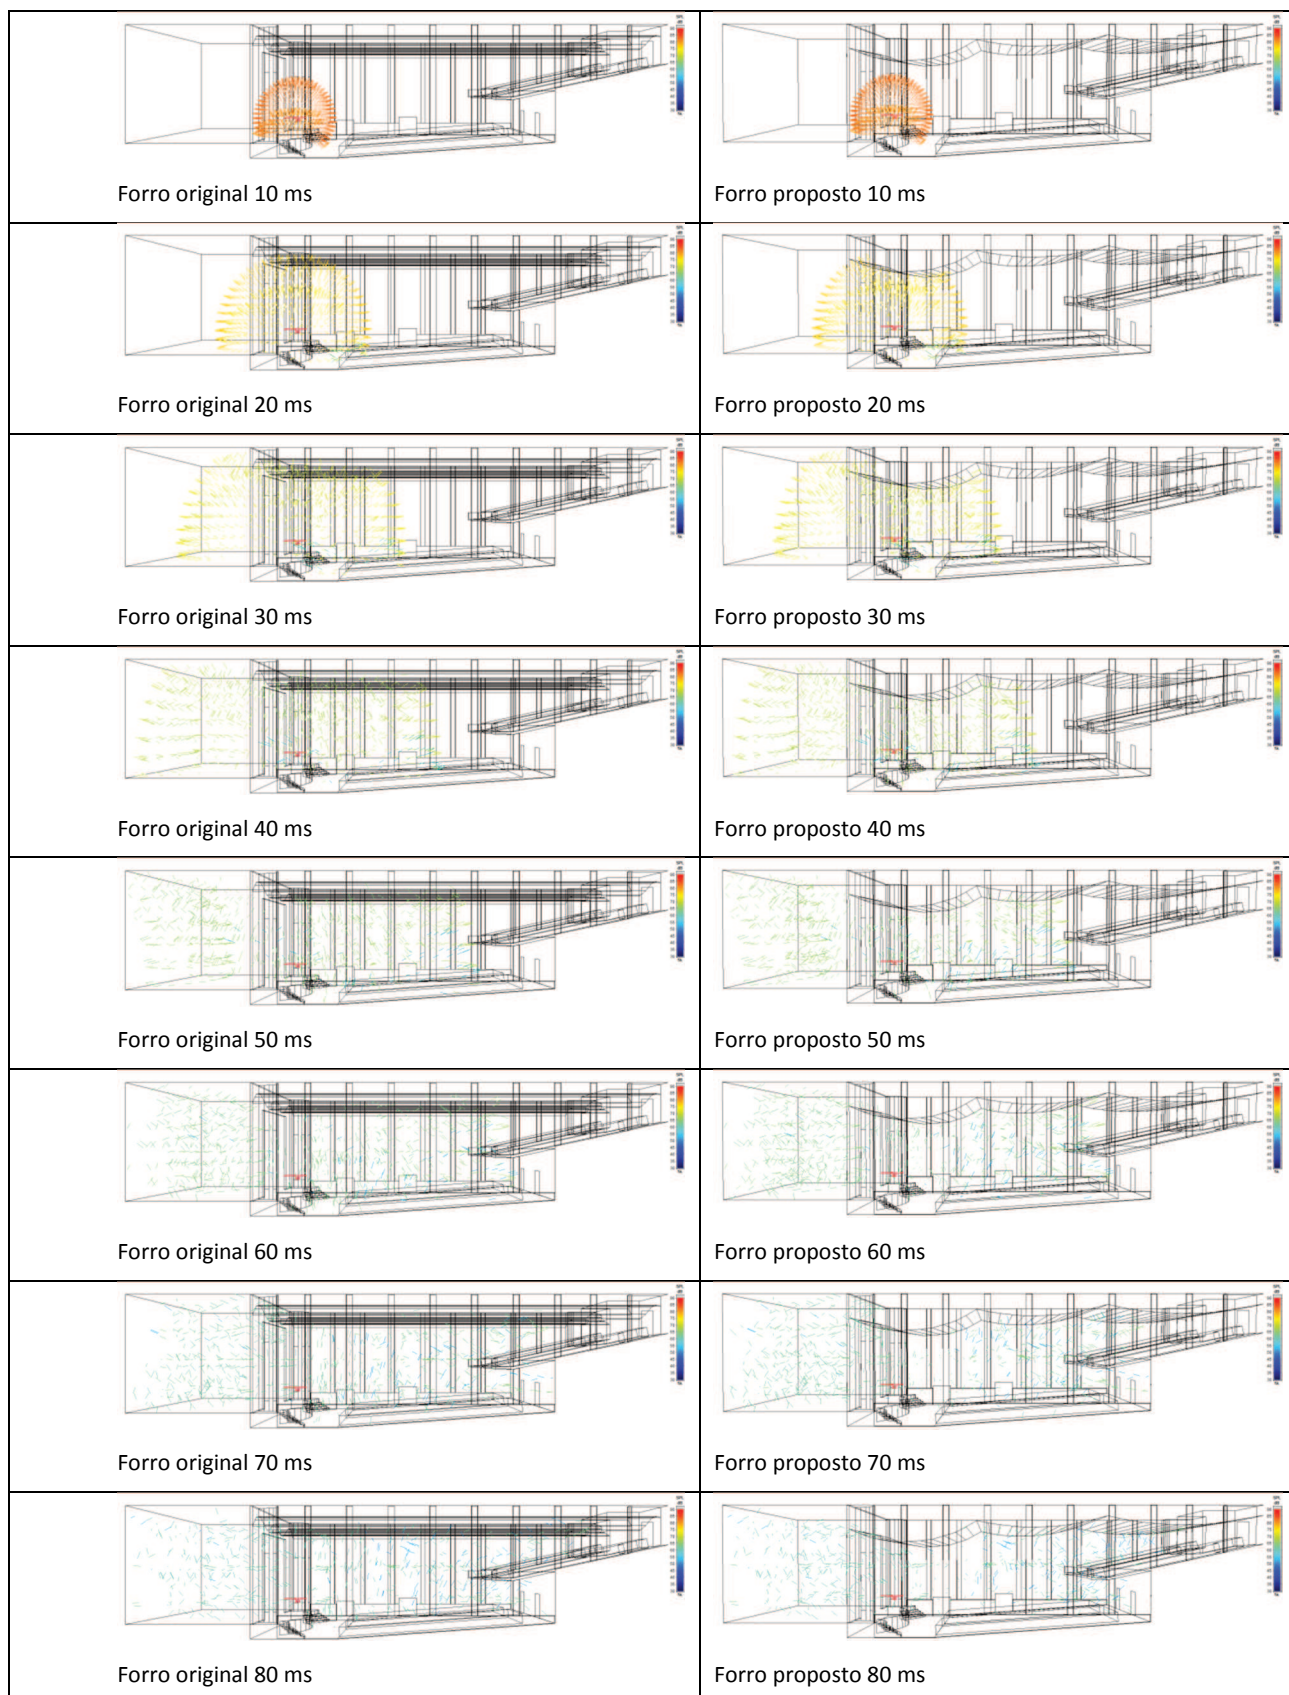 Forro original 10 ms
Forro proposto 10 ms
Forro original 20 ms
Forro proposto 20 ms
Forro original 30 ms
Forro proposto 30 ms
Forro original 40 ms
Forro proposto 40 ms
Forro original 50 ms
Forro proposto 50 ms
Forro original 60 ms
Forro proposto 60 ms
Forro original 70 ms
Forro proposto 70 ms
Forro original 80 ms
Forro proposto 80 ms